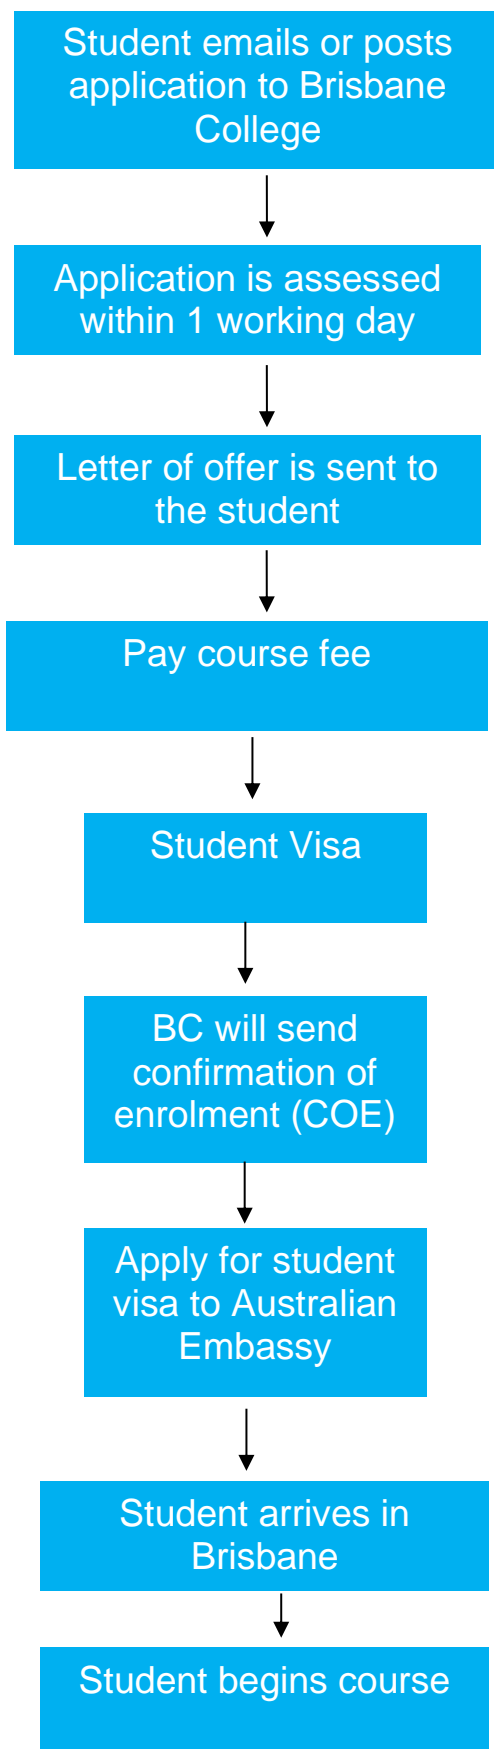 Student emails or posts
application to Brisbane
College
Application is assessed
within 1 working day
Letter of offer is sent to
the student
Pay course fee
Student Visa
BC will send
confirmation of
enrolment (COE)
Apply for student
visa to Australian
Embassy
Student arrives in
Brisbane
Student begins course